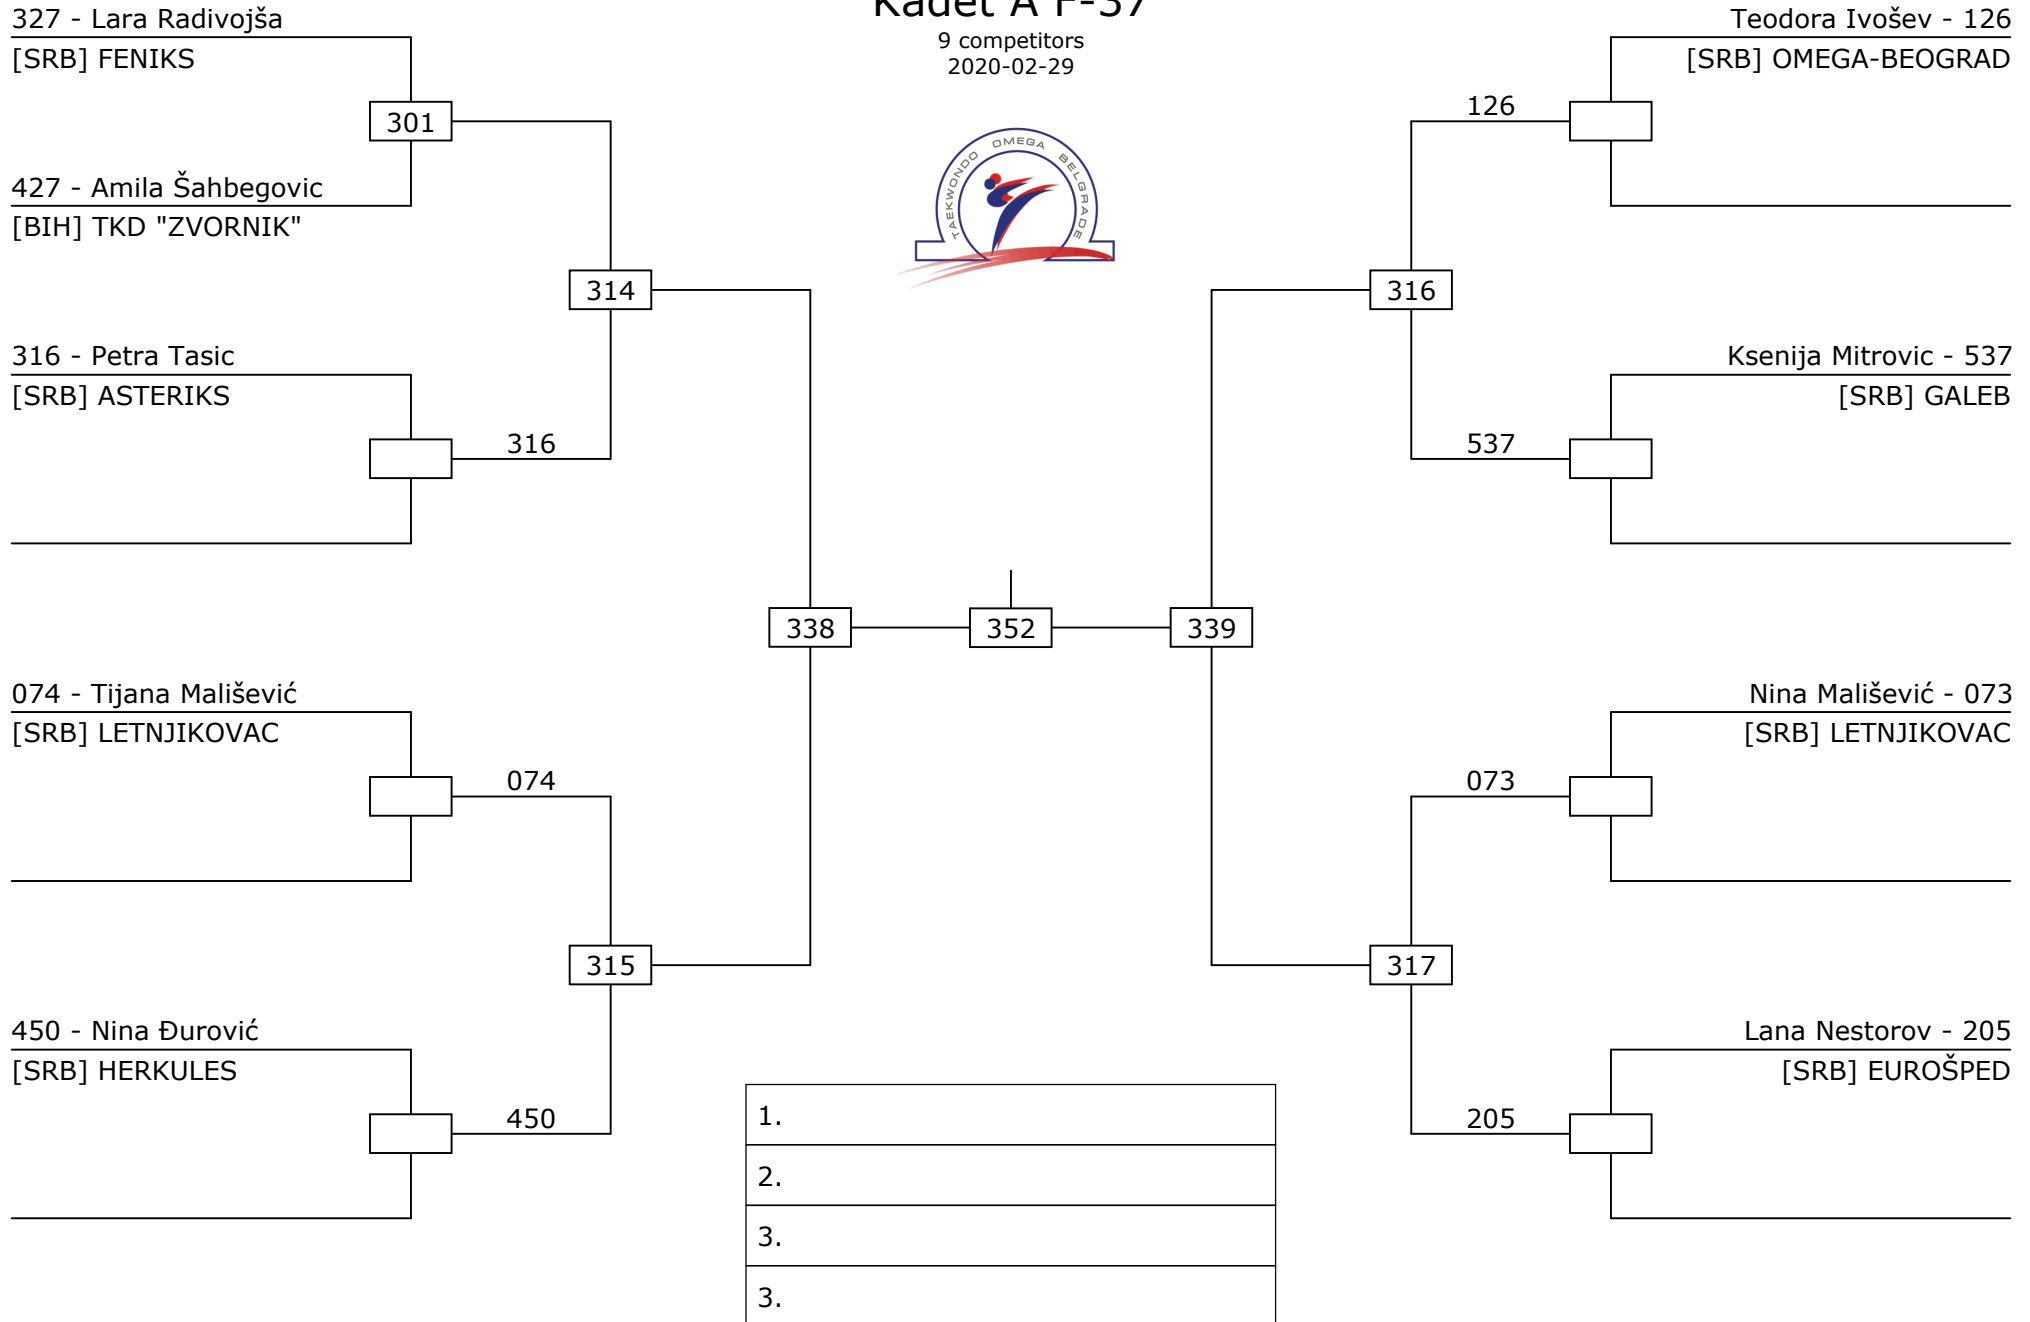 Kadet A F-37
9 competitors
2020-02-29
TAEKWONDO OMEGA BELGRADE
327 - Lara Radivojša
[SRB] FENIKS
301
427 - Amila Šahbegovic
[BIH] TKD "ZVORNIK"
314
316 - Petra Tasic
[SRB] ASTERIKS
316
074 - Tijana Mališević
[SRB] LETNJIKOVAC
074
315
450 - Nina Đurović
[SRB] HERKULES
450
338
352
339
Teodora Ivošev - 126
[SRB] OMEGA-BEOGRAD
126
316
Ksenija Mitrovic - 537
[SRB] GALEB
537
Nina Mališević - 073
[SRB] LETNJIKOVAC
073
317
Lana Nestorov - 205
[SRB] EUROŠPED
205
1.
2.
3.
3.